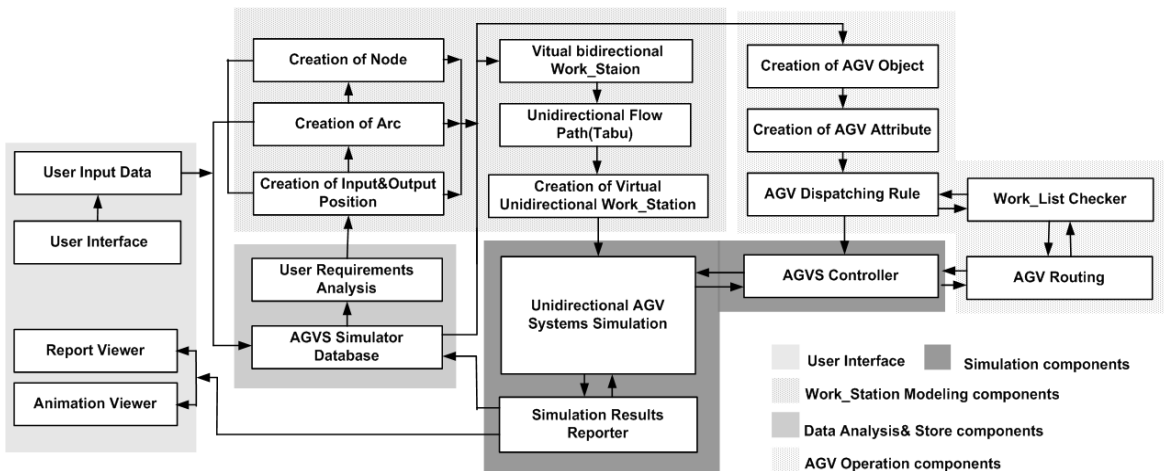 User Input Data
User Interface
Report Viewer
Animation Viewer
Creation of Node
Creation of Arc
Creation of Input&Output
Position
User Requirements
Analysis
AGVS Simulator
Database
Vitual bidirectional
Work_Staion
Unidirectional Flow
Path(Tabu)
Creation of Virtual
Unidirectional Work_Station
Unidirectional AGV
Systems Simulation
Simulation Results
Reporter
Creation of AGV Object
Creation of AGV Attribute
AGV Dispatching Rule
AGVS Controller
Work_List Checker
AGV Routing
User Interface
Simulation components
Work_Station Modeling components
Data Analysis& Store components
AGV Operation components